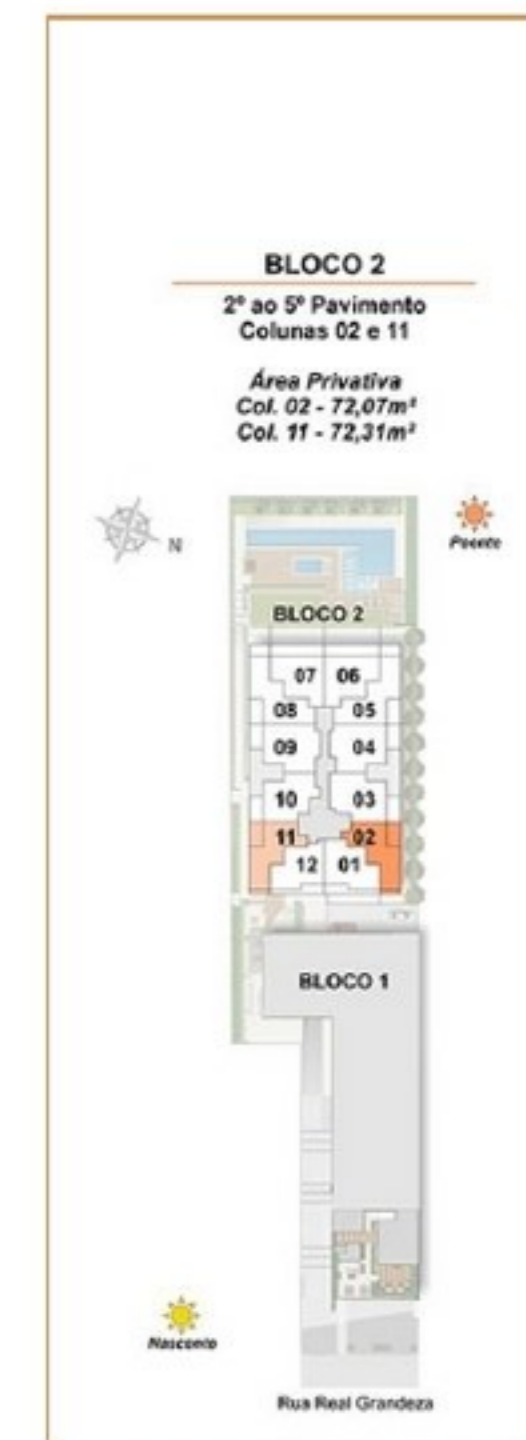 BLOCO 2
2º ao 5º Pavimento
Colunas 02 e 11
Área Privativa
Col. 02 - 72,07m²
Col. 11 - 72,31m²
N
Poente
BLOCO 2
07 06
08 05
09 04
10 03
11 02
12 01
BLOCO 1
Nascente
Rua Real Grandeza